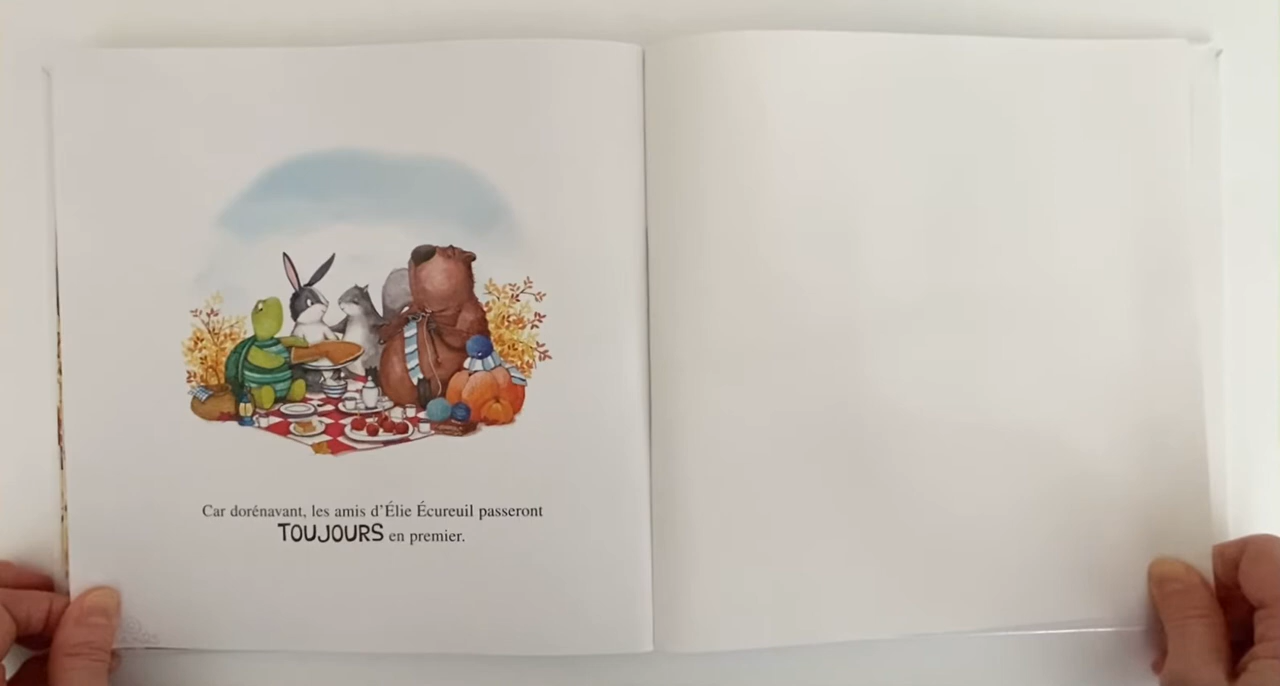 Car dorénavant, les amis d'Élie Écureuil passeront
TOUJOURS en premier.